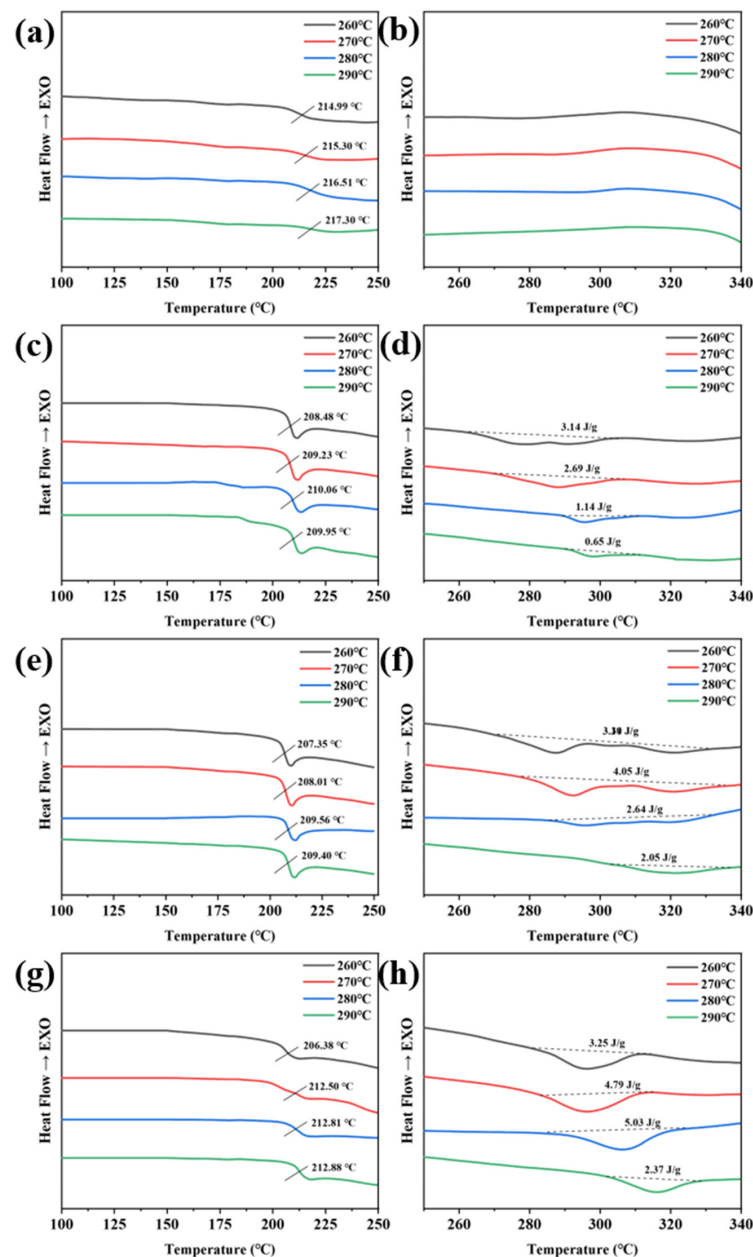 (a)
260℃
270℃
280℃
290℃
214.99 ℃
215.30 ℃
216.51 ℃
217.30 ℃
Heat Flow → EXO
100 125 150 175 200 225 250
Temperature (℃)
(b)
260℃
270℃
280℃
290℃
Heat Flow → EXO
260 280 300 320 340
Temperature (℃)
(c)
260℃
270℃
280℃
290℃
208.48 ℃
209.23 ℃
210.06 ℃
209.95 ℃
Heat Flow → EXO
100 125 150 175 200 225 250
Temperature (℃)
(d)
260℃
270℃
280℃
290℃
3.14 J/g
2.69 J/g
1.14 J/g
0.65 J/g
Heat Flow → EXO
260 280 300 320 340
Temperature (℃)
(e)
260℃
270℃
280℃
290℃
207.35 ℃
208.01 ℃
209.56 ℃
209.40 ℃
Heat Flow → EXO
100 125 150 175 200 225 250
Temperature (℃)
(f)
260℃
270℃
280℃
290℃
J/g
4.05 J/g
2.64 J/g
2.05 J/g
Heat Flow → EXO
260 280 300 320 340
Temperature (℃)
(g)
260℃
270℃
280℃
290℃
206.38 ℃
212.50 ℃
212.81 ℃
212.88 ℃
Heat Flow → EXO
100 125 150 175 200 225 250
Temperature (℃)
(h)
260℃
270℃
280℃
290℃
3.25 J/g
4.79 J/g
5.03 J/g
2.37 J/g
Heat Flow → EXO
260 280 300 320 340
Temperature (℃)